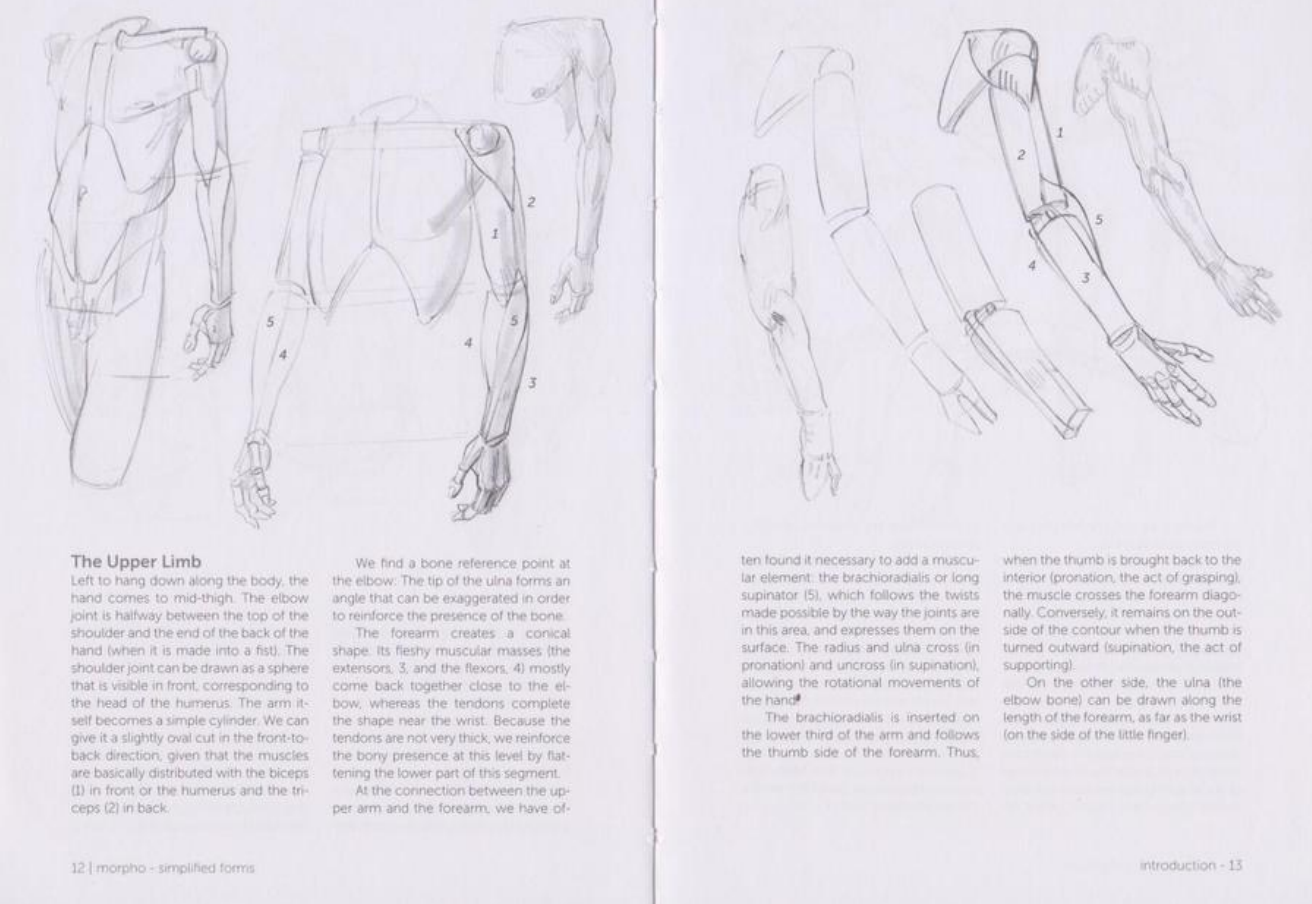 2
1
5
5
4
4
3
The Upper Limb
Left to hang down along the body, the
hand comes to mid-thigh. The elbow
joint is halfway between the top of the
shoulder and the end of the back of the
hand (when it is made into a fist). The
shoulder joint can be drawn as a sphere
that is visible in front, corresponding to
the head of the humerus. The arm it-
self becomes a simple cylinder. We can
give it a slightly oval cut in the front-to-
back direction, given that the muscles
are basically distributed with the biceps
(1) in front or the humerus and the tri-
ceps (2) in back.
We find a bone reference point at
the elbow: The tip of the ulna forms an
angle that can be exaggerated in order
to reinforce the presence of the bone.
The forearm creates a conical
shape. Its fleshy muscular masses (the
extensors, 3, and the flexors, 4) mostly
come back together close to the el-
bow, whereas the tendons complete
the shape near the wrist. Because the
tendons are not very thick, we reinforce
the bony presence at this level by flat-
tening the lower part of this segment.
At the connection between the up-
per arm and the forearm, we have of-
12 | morpho - simplified forms
1
2
5
4
3
ten found it necessary to add a muscu-
lar element: the brachioradialis or long
supinator (5), which follows the twists
made possible by the way the joints are
in this area, and expresses them on the
surface. The radius and ulna cross (in
pronation) and uncross (in supination),
allowing the rotational movements of
the hand.
The brachioradialis is inserted on
the lower third of the arm and follows
the thumb side of the forearm. Thus,
when the thumb is brought back to the
interior (pronation, the act of grasping),
the muscle crosses the forearm diago-
nally. Conversely, it remains on the out-
side of the contour when the thumb is
turned outward (supination, the act of
supporting).
On the other side, the ulna (the
elbow bone) can be drawn along the
length of the forearm, as far as the wrist
(on the side of the little finger).
introduction - 13